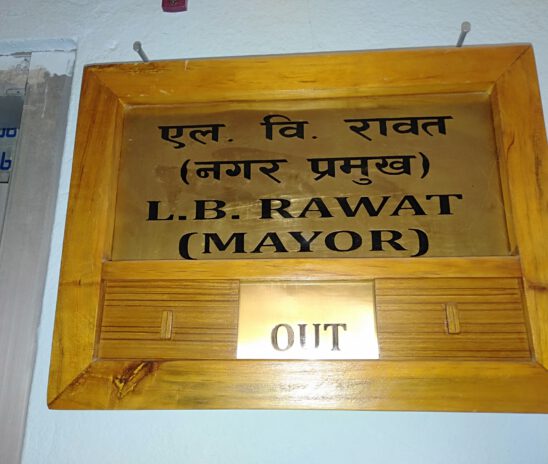 एल. वि. रावत
(नगर प्रमुख)
L.B. RAWAT
(MAYOR)
OUT